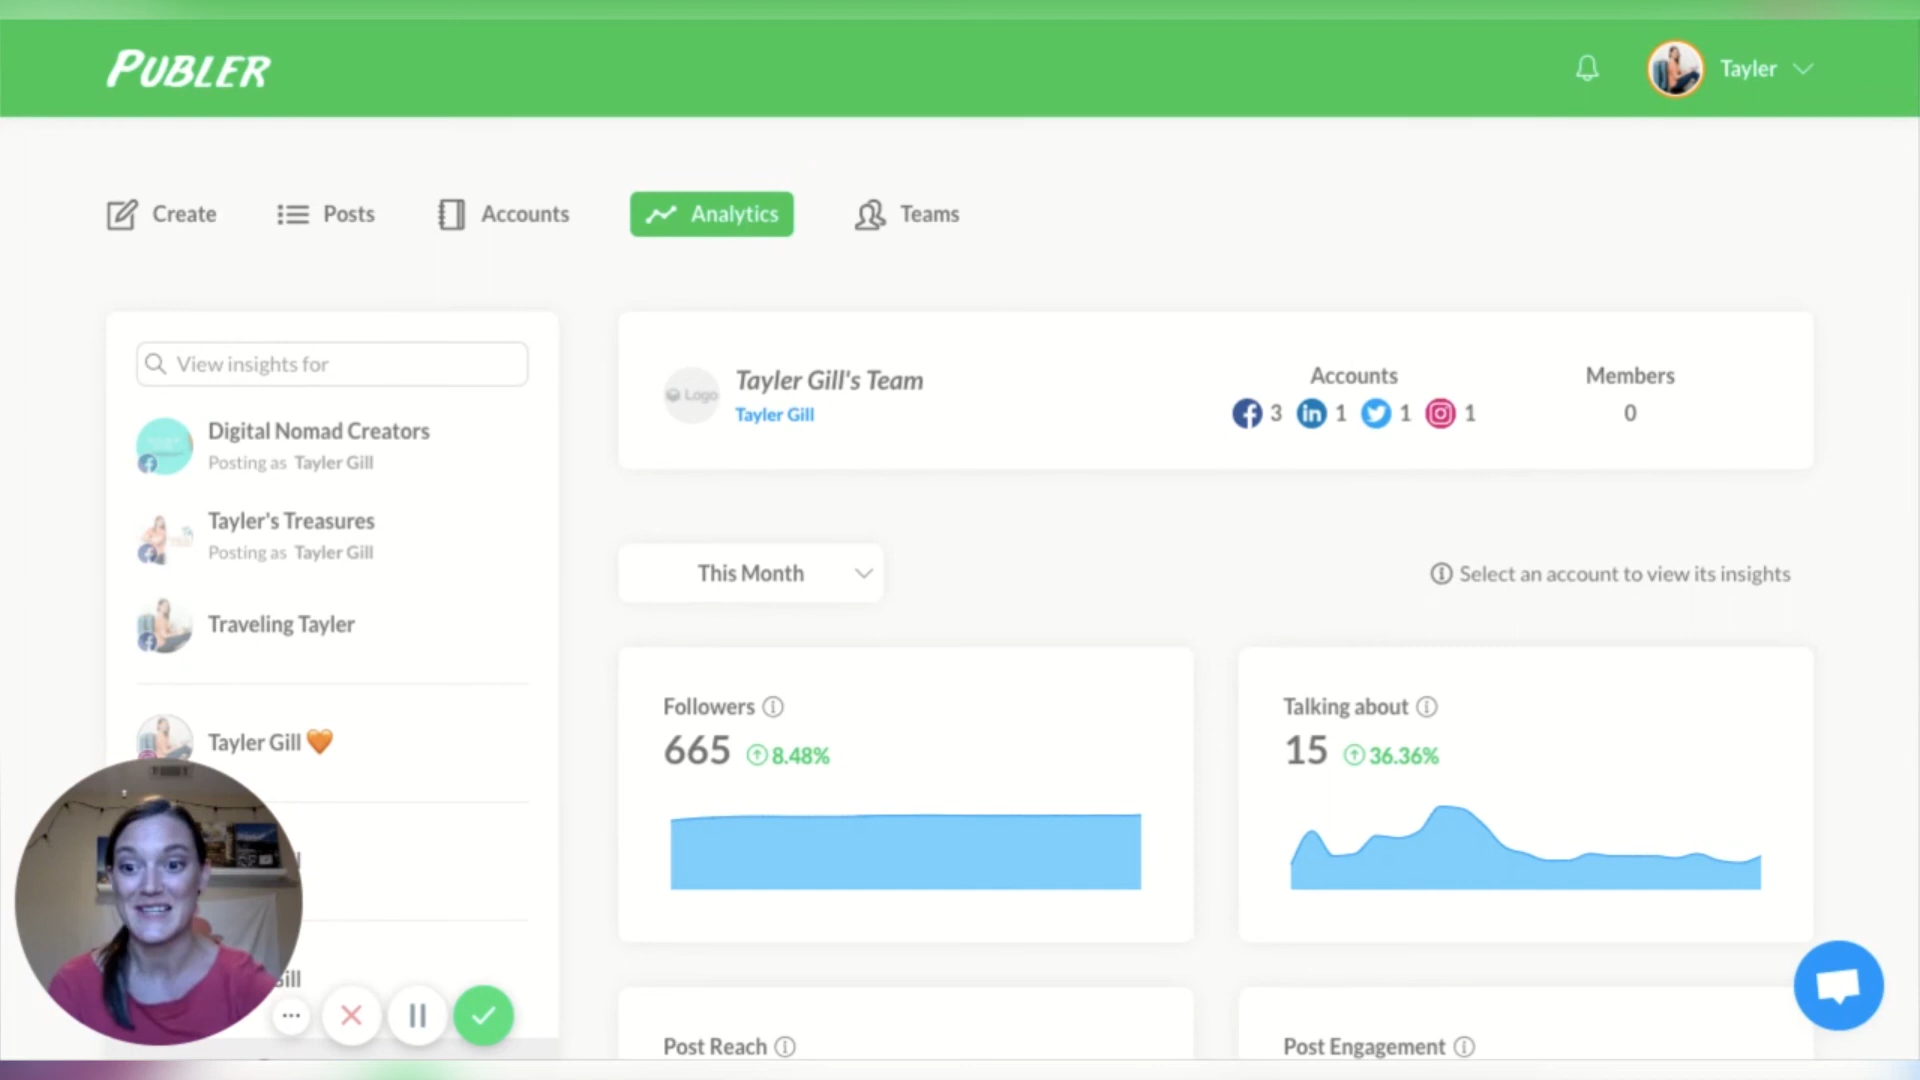 PUBLER
Tayler
Create
Posts
Accounts
Analytics
Teams
View insights for
Digital Nomad Creators
Posting as Tayler Gill
Tayler's Treasures
Posting as Tayler Gill
Traveling Tayler
Tayler Gill 🧡
Logo
Tayler Gill's Team
Tayler Gill
Accounts
3 1 1 1
Members
0
This Month
Select an account to view its insights
Followers
665 8.48%
Talking about
15 36.36%
Post Reach
Post Engagement